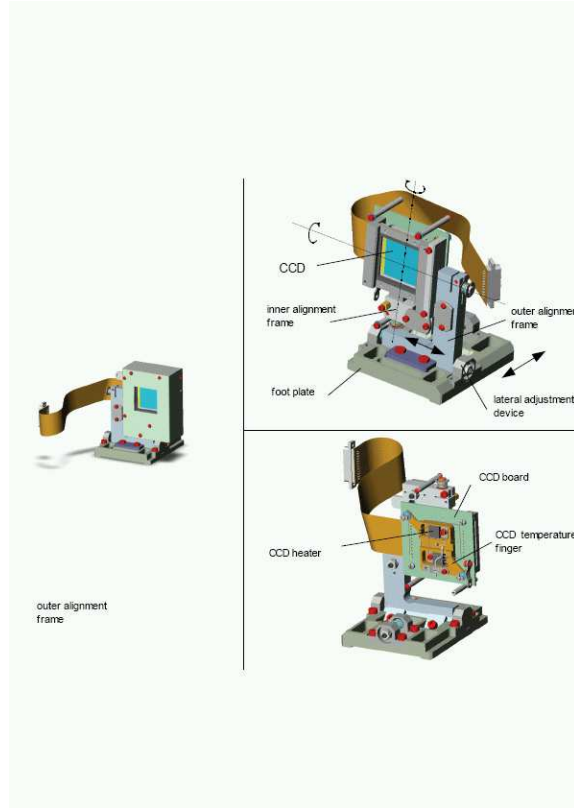 CCD
inner alignment
frame
outer alignment
frame
foot plate
lateral adjustment
device
CCD board
CCD heater
CCD temperature
finger
outer alignment
frame